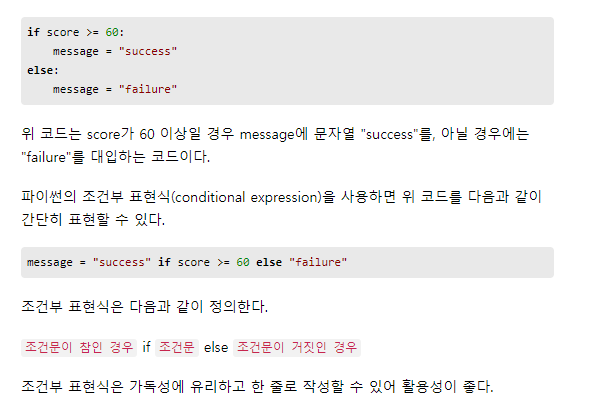 if score >= 60:
    message = "success"
else:
    message = "failure"
위 코드는 score가 60 이상일 경우 message에 문자열 "success"를, 아닐 경우에는
"failure"를 대입하는 코드이다.
파이썬의 조건부 표현식(conditional expression)을 사용하면 위 코드를 다음과 같이
간단히 표현할 수 있다.
message = "success" if score >= 60 else "failure"
조건부 표현식은 다음과 같이 정의한다.
조건문이 참인 경우 if 조건문 else 조건문이 거짓인 경우
조건부 표현식은 가독성에 유리하고 한 줄로 작성할 수 있어 활용성이 좋다.